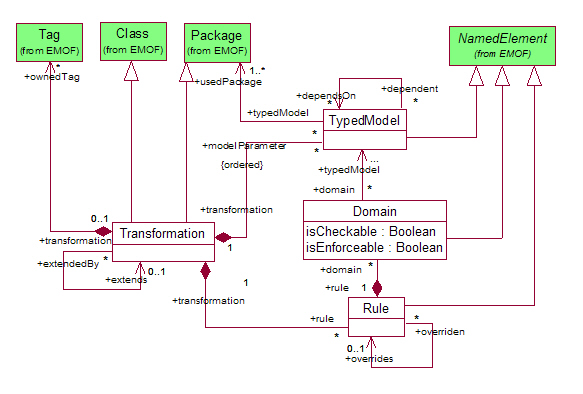 Tag
(from EMOF)
Class
(from EMOF)
Package
(from EMOF)
NamedElement
(from EMOF)
*
+ownedTag
1..*
+usedPackage
+dependsOn
*
+dependent
*
+typedModel
*
TypedModel
+modelParameter
*
{ordered}
*
...
+typedModel
+domain
*
+transformation
Domain
isCheckable : Boolean
isEnforceable : Boolean
0..1
+transformation
Transformation
1
+extendedBy
*
0..1
+extends
+domain
*
+transformation
1
+rule
1
Rule
+rule
*
*
+overriden
0..1
+overrides